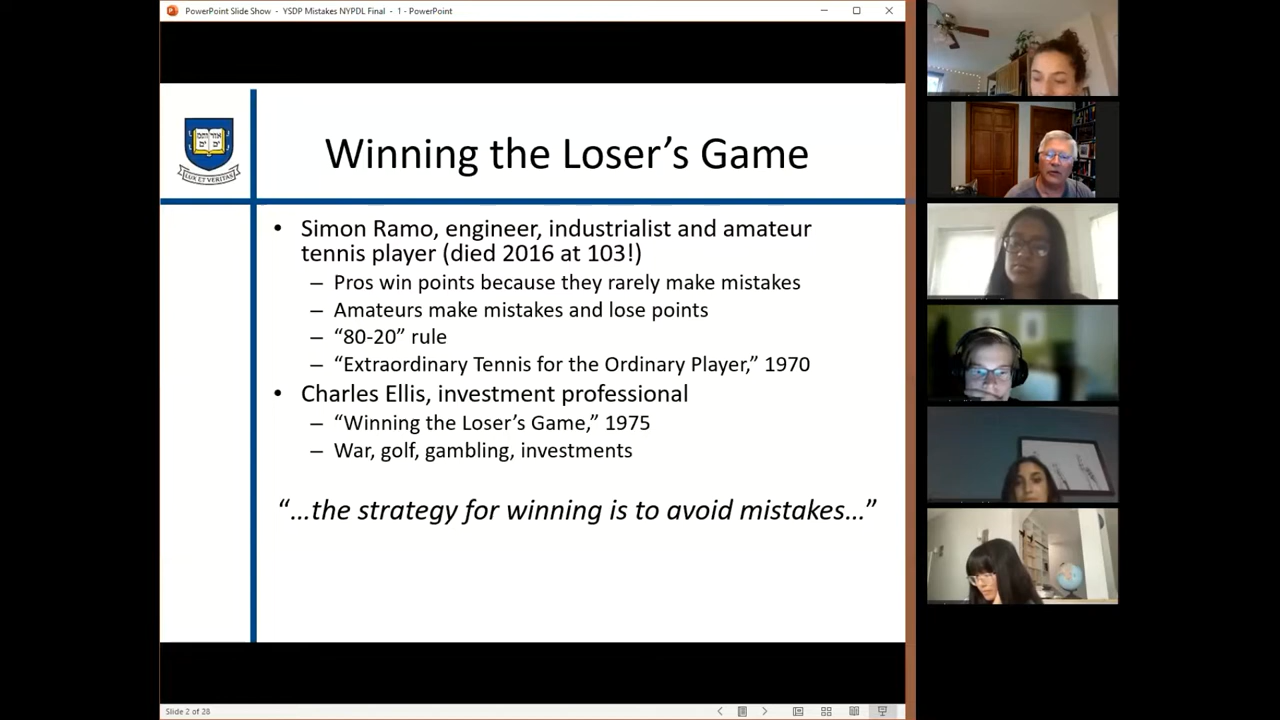 PowerPoint Slide Show - YSDP Mistakes NYPDL Final - 1 - PowerPoint
LUX ET VERITAS
Winning the Loser's Game
• Simon Ramo, engineer, industrialist and amateur
tennis player (died 2016 at 103!)
– Pros win points because they rarely make mistakes
– Amateurs make mistakes and lose points
– “80-20” rule
– “Extraordinary Tennis for the Ordinary Player,” 1970
• Charles Ellis, investment professional
– “Winning the Loser’s Game,” 1975
– War, golf, gambling, investments
“…the strategy for winning is to avoid mistakes…”
Slide 2 of 28